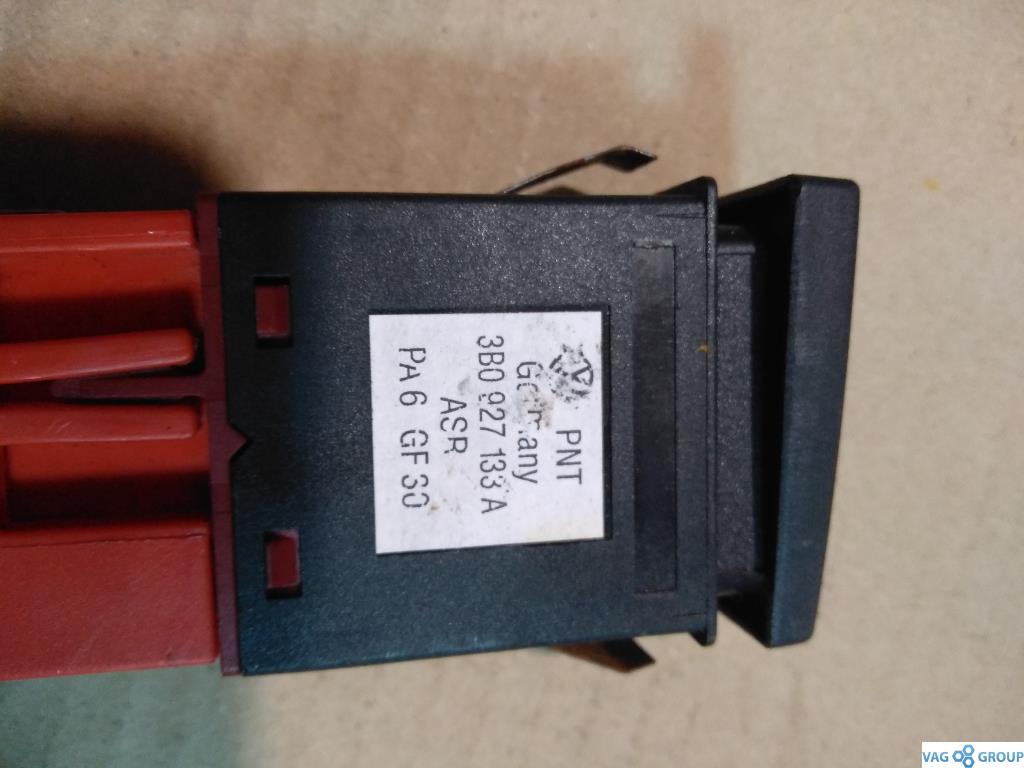 PNT
Germany
3B0 927 133 A
ASR
PA 6 GF 30
VAG GROUP